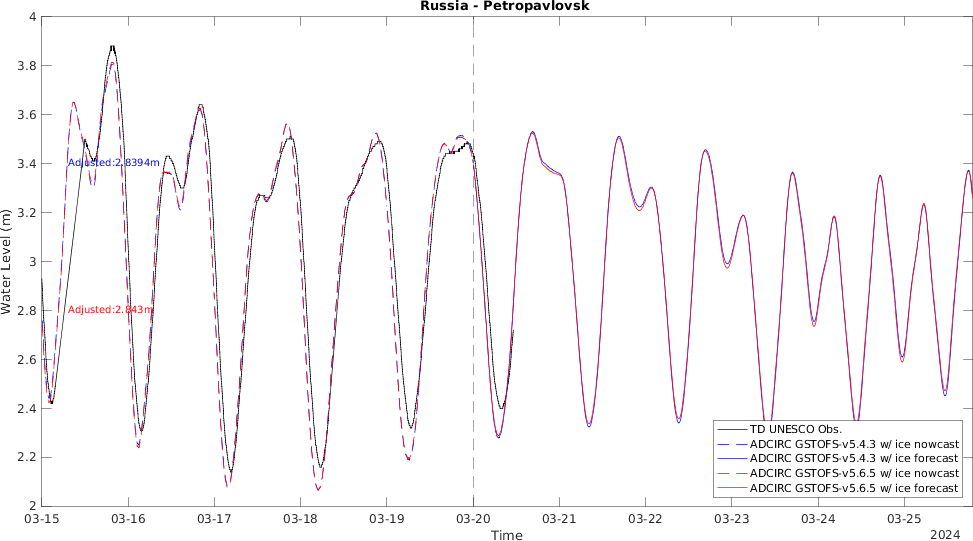 Russia - Petropavlovsk
4
3.8
3.6
3.4
3.2
3
2.8
2.6
2.4
2.2
2
Water Level (m)
Adjusted:2.8394m
Adjusted:2.843m
TD UNESCO Obs.
ADCIRC GSTOFS-v5.4.3 w/ ice nowcast
ADCIRC GSTOFS-v5.4.3 w/ ice forecast
ADCIRC GSTOFS-v5.6.5 w/ ice nowcast
ADCIRC GSTOFS-v5.6.5 w/ ice forecast
03-15 03-16 03-17 03-18 03-19 03-20 03-21 03-22 03-23 03-24 03-25
Time
2024